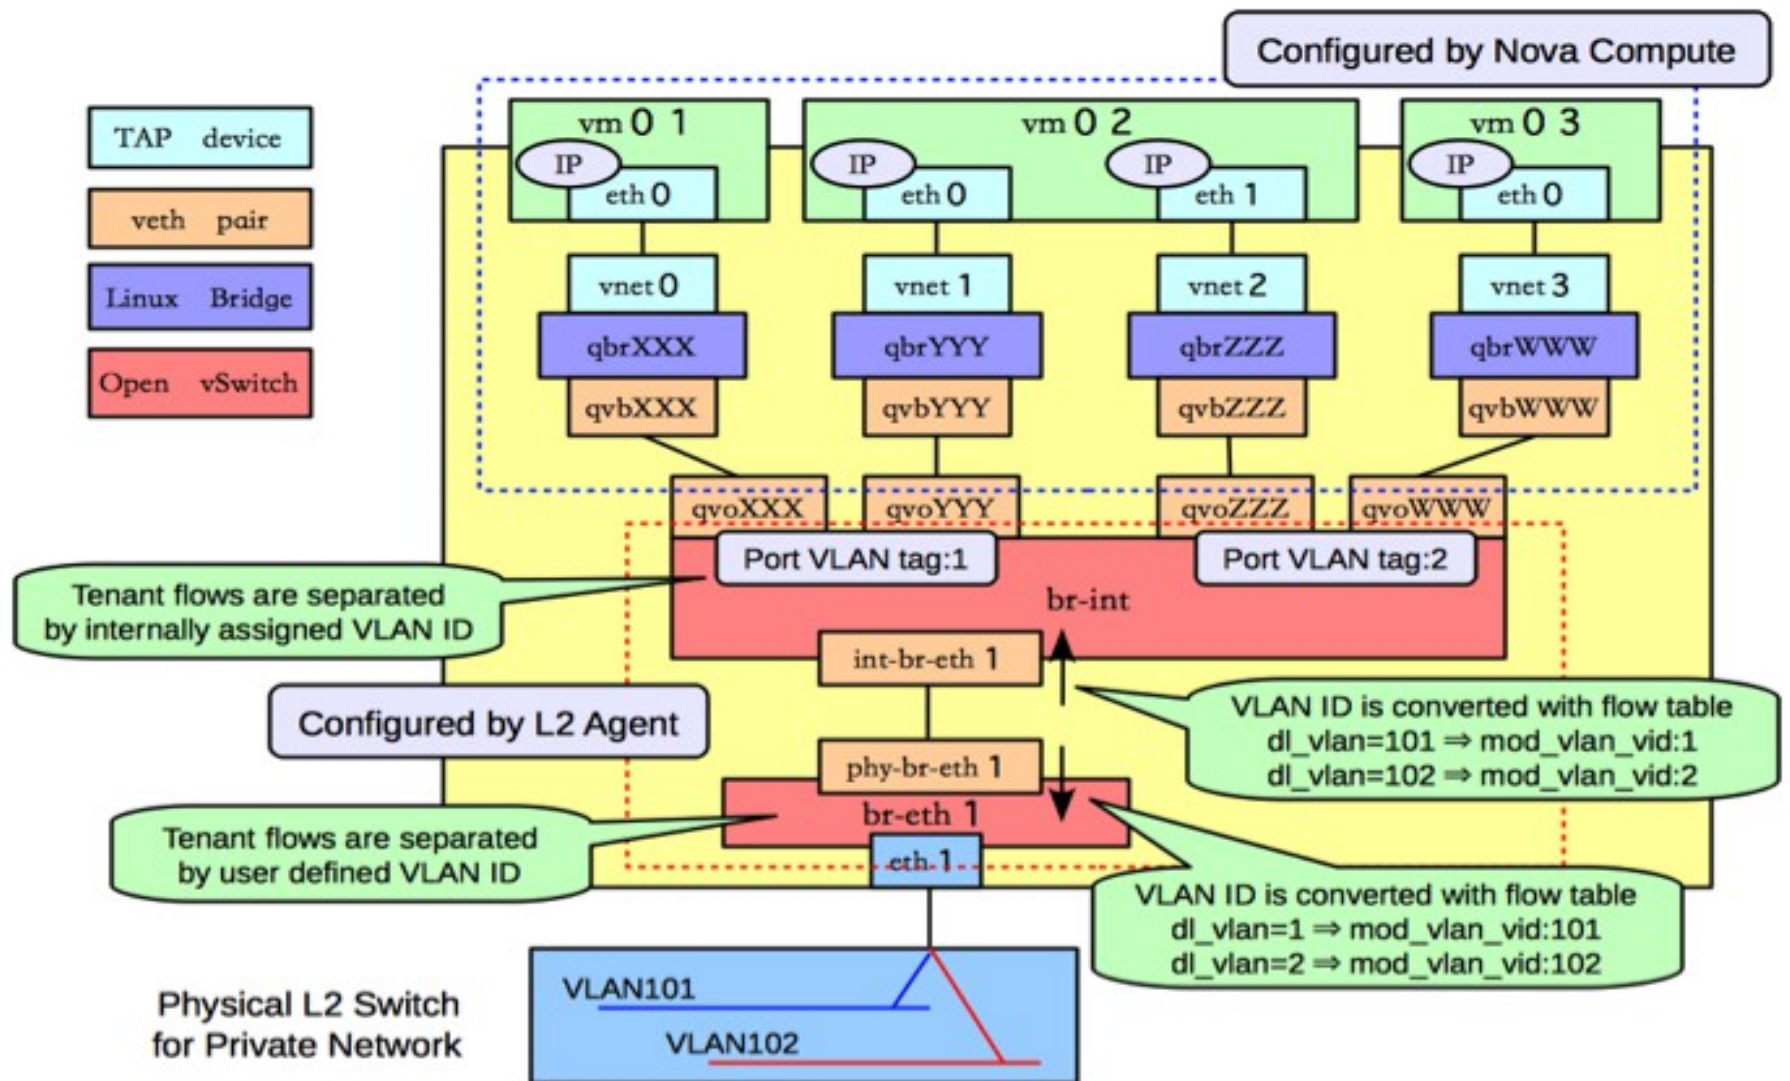 Configured by Nova Compute
TAP device
veth pair
Linux Bridge
Open vSwitch
vm 0 1
vm 0 2
vm 0 3
IP
IP
IP
IP
eth 0
eth 0
eth 1
eth 0
vnet 0
vnet 1
vnet 2
vnet 3
qbrXXX
qbrYYY
qbrZZZ
qbrWWW
qvbXXX
qvbYYY
qvbZZZ
qvbWWW
qvoXXX
qvoYYY
qvoZZZ
qvoWWW
Port VLAN tag:1
Port VLAN tag:2
br-int
Tenant flows are separated
by internally assigned VLAN ID
int-br-eth 1
Configured by L2 Agent
VLAN ID is converted with flow table
dl_vlan=101 ⇒ mod_vlan_vid:1
dl_vlan=102 ⇒ mod_vlan_vid:2
phy-br-eth 1
br-eth 1
Tenant flows are separated
by user defined VLAN ID
eth 1
VLAN ID is converted with flow table
dl_vlan=1 ⇒ mod_vlan_vid:101
dl_vlan=2 ⇒ mod_vlan_vid:102
Physical L2 Switch
for Private Network
VLAN101
VLAN102